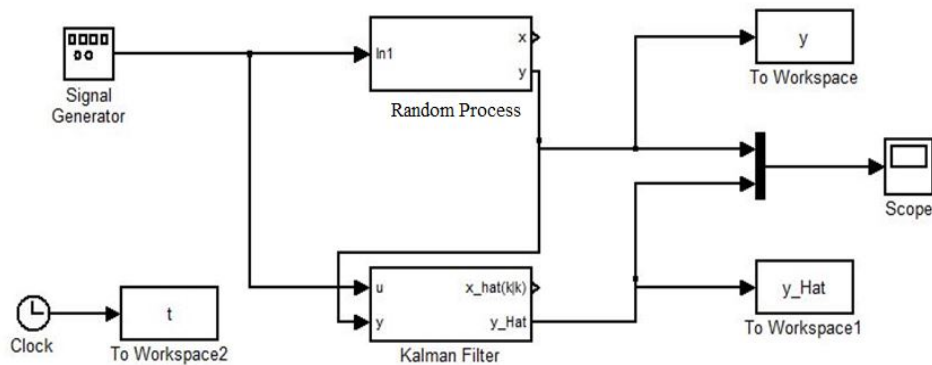 In1
x
y
Random Process
Signal
Generator
y
To Workspace
Scope
u
y
x_hat(k|k)
y_Hat
Kalman Filter
y_Hat
To Workspace1
Clock
t
To Workspace2